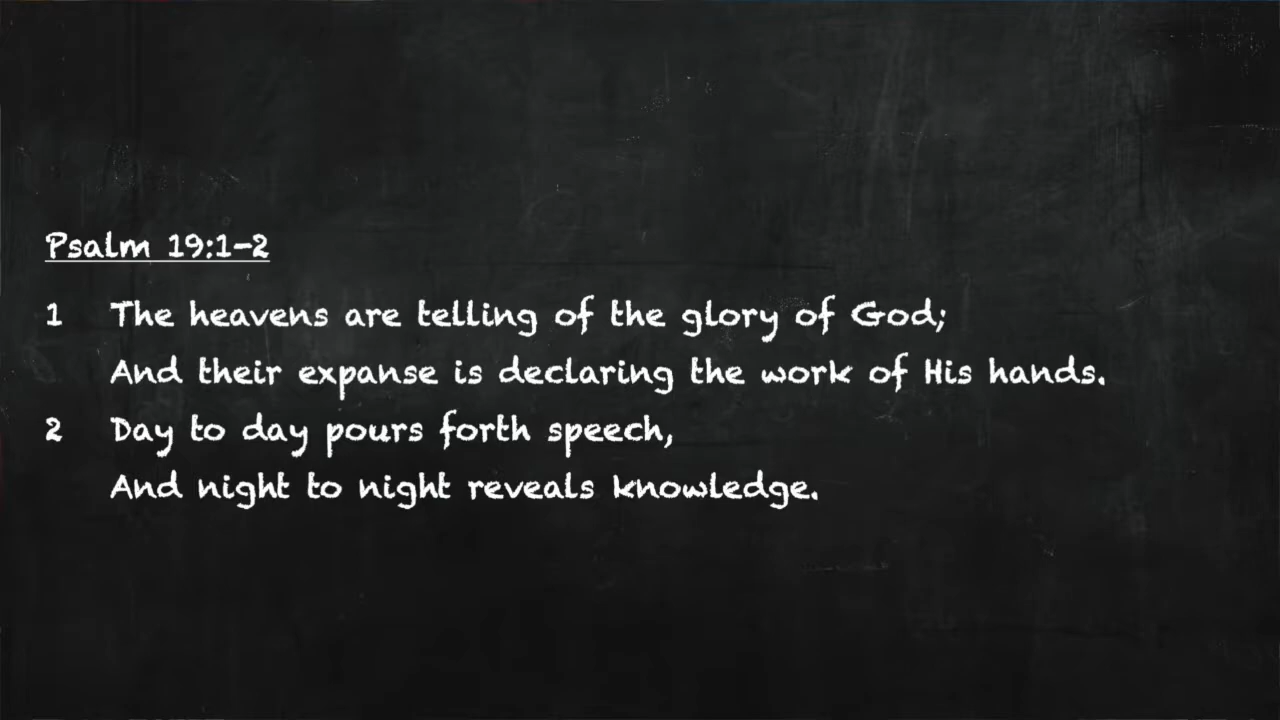 Psalm 19:1-2
1 The heavens are telling of the glory of God;
And their expanse is declaring the work of His hands.
2 Day to day pours forth speech,
And night to night reveals knowledge.